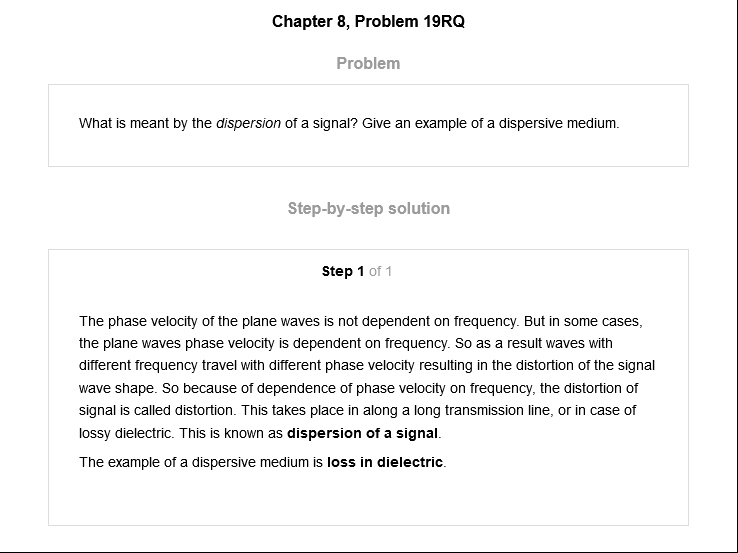 Chapter 8, Problem 19RQ
Problem
What is meant by the dispersion of a signal? Give an example of a dispersive medium.
Step-by-step solution
Step 1 of 1
The phase velocity of the plane waves is not dependent on frequency. But in some cases,
the plane waves phase velocity is dependent on frequency. So as a result waves with
different frequency travel with different phase velocity resulting in the distortion of the signal
wave shape. So because of dependence of phase velocity on frequency, the distortion of
signal is called distortion. This takes place in along a long transmission line, or in case of
lossy dielectric. This is known as dispersion of a signal.
The example of a dispersive medium is loss in dielectric.